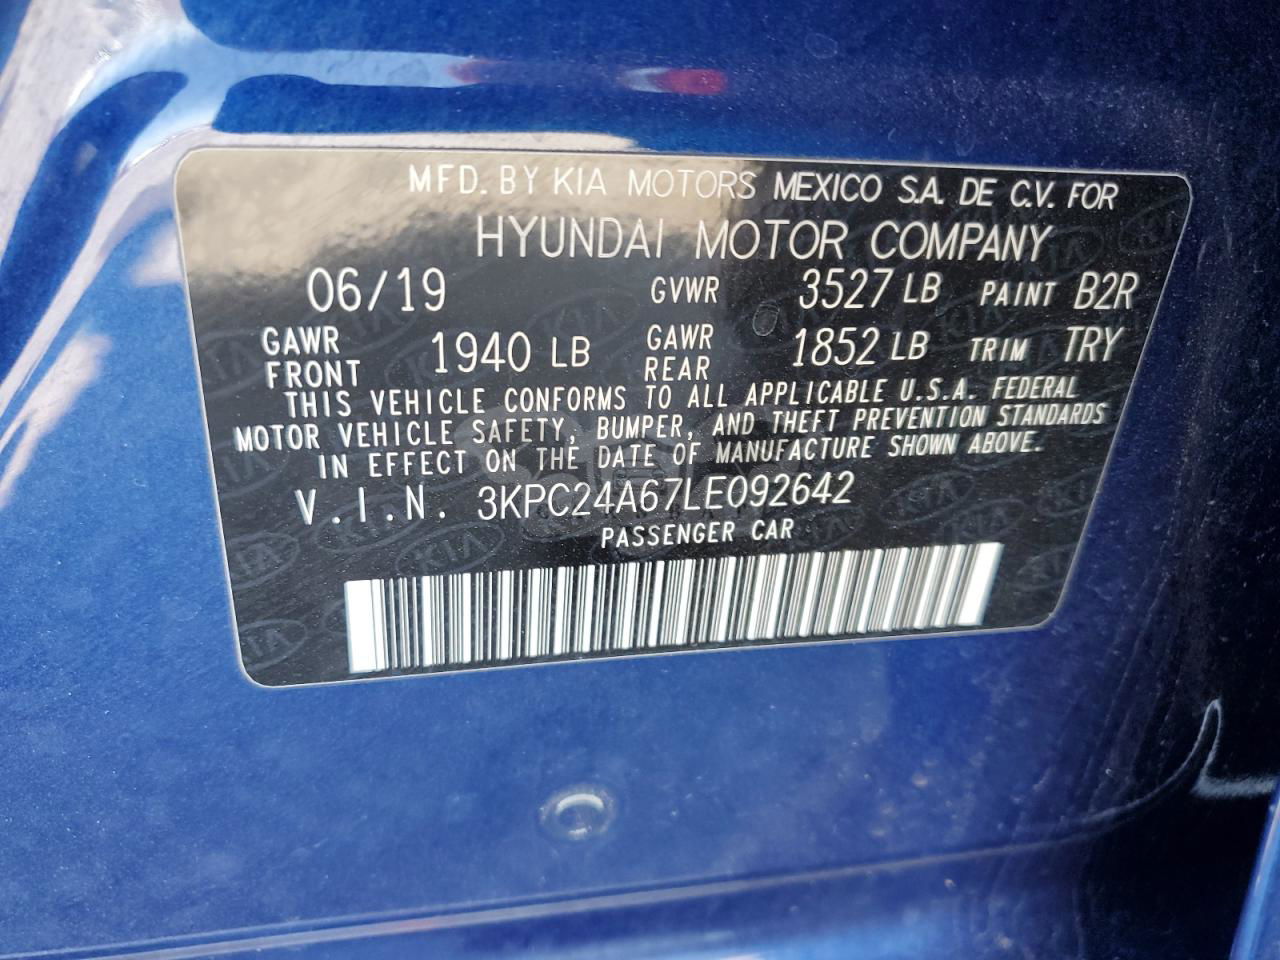 MFD. BY KIA MOTORS MEXICO S.A. DE C.V. FOR
HYUNDAI MOTOR COMPANY
06/19 GVWR 3527 LB PAINT B2R
GAWR FRONT 1940 LB GAWR REAR 1852 LB TRIM TRY
THIS VEHICLE CONFORMS TO ALL APPLICABLE U.S.A. FEDERAL
MOTOR VEHICLE SAFETY, BUMPER, AND THEFT PREVENTION STANDARDS
IN EFFECT ON THE DATE OF MANUFACTURE SHOWN ABOVE.
V.I.N. 3KPC24A67LE092642
PASSENGER CAR